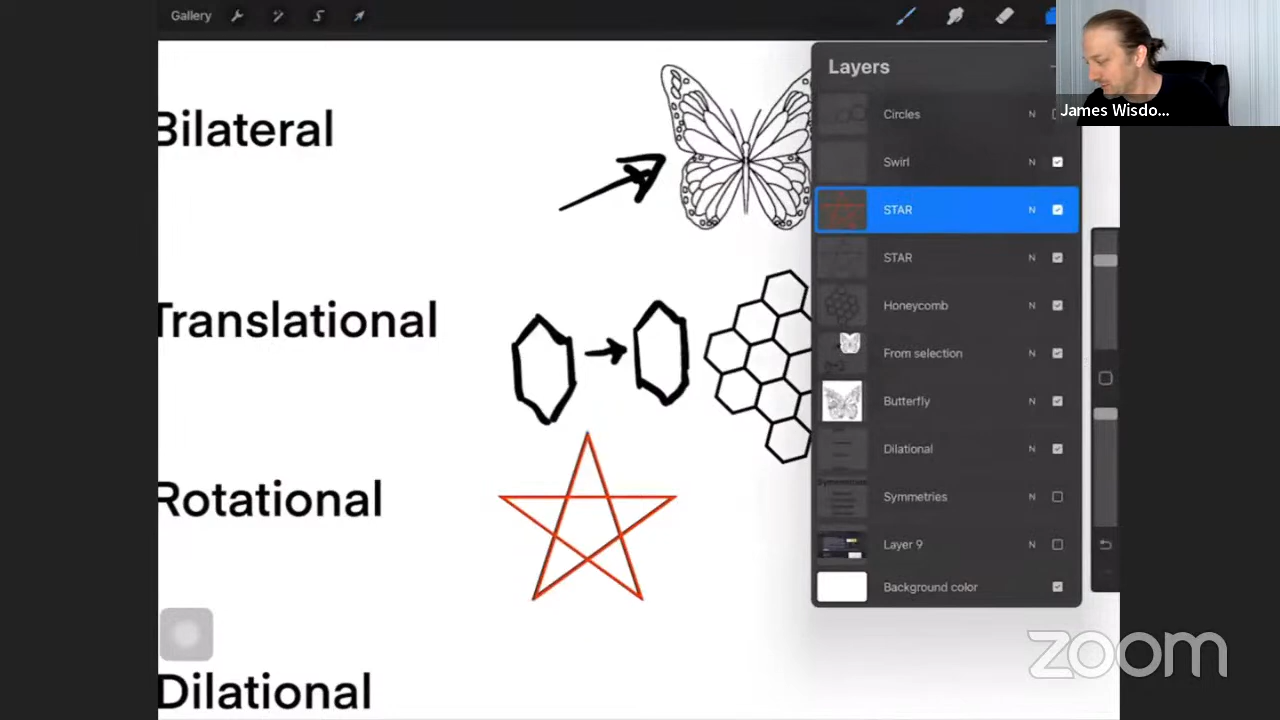 Gallery
Layers
James Wisdo...
Circles N
Bilateral
Swirl N
STAR N
STAR N
Translational
Honeycomb N
From selection N
Butterfly N
Dilational N
Rotational
Symmetries N
Layer 9 N
Background color
zoom
Dilational